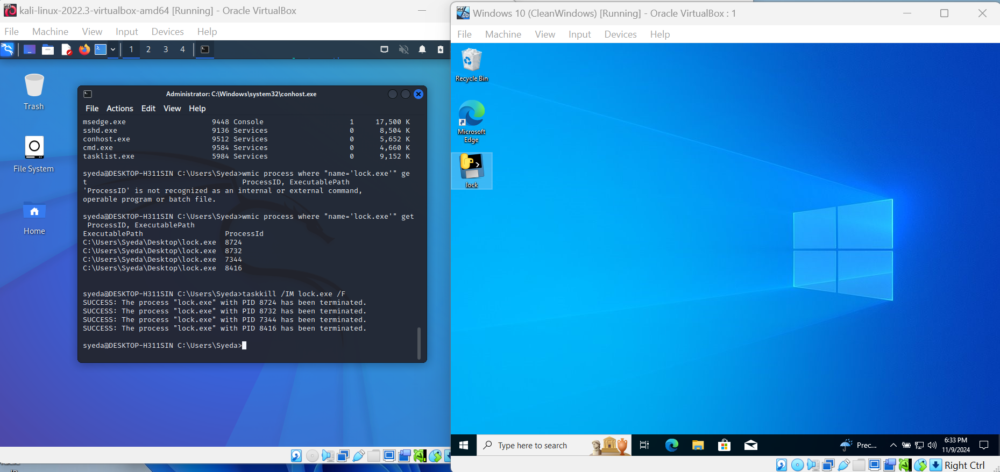 kali-linux-2022.3-virtualbox-amd64 [Running] - Oracle VirtualBox
File Machine View Input Devices Help
1 2 3 4
Trash
File System
Home
Administrator: C:\Windows\system32\conhost.exe
File Actions Edit View Help
msedge.exe 9448 Console 1 17,500 K
sshd.exe 9136 Services 0 8,504 K
conhost.exe 9512 Services 0 5,652 K
cmd.exe 9584 Services 0 4,660 K
tasklist.exe 5984 Services 0 9,152 K
syeda@DESKTOP-H311SIN C:\Users\Syeda>wmic process where "name='lock.exe'" ge
t ProcessID, ExecutablePath
'ProcessID' is not recognized as an internal or external command,
operable program or batch file.
syeda@DESKTOP-H311SIN C:\Users\Syeda>wmic process where "name='lock.exe'" get
ProcessID, ExecutablePath
ExecutablePath ProcessId
C:\Users\Syeda\Desktop\lock.exe 8724
C:\Users\Syeda\Desktop\lock.exe 8732
C:\Users\Syeda\Desktop\lock.exe 7344
C:\Users\Syeda\Desktop\lock.exe 8416
syeda@DESKTOP-H311SIN C:\Users\Syeda>taskkill /IM lock.exe /F
SUCCESS: The process "lock.exe" with PID 8724 has been terminated.
SUCCESS: The process "lock.exe" with PID 8732 has been terminated.
SUCCESS: The process "lock.exe" with PID 7344 has been terminated.
SUCCESS: The process "lock.exe" with PID 8416 has been terminated.
syeda@DESKTOP-H311SIN C:\Users\Syeda>
Windows 10 (CleanWindows) [Running] - Oracle VirtualBox : 1
File Machine View Input Devices Help
Recycle Bin
Microsoft
Edge
lock
Type here to search
Prec...
6:33 PM
11/9/2024
Right Ctrl